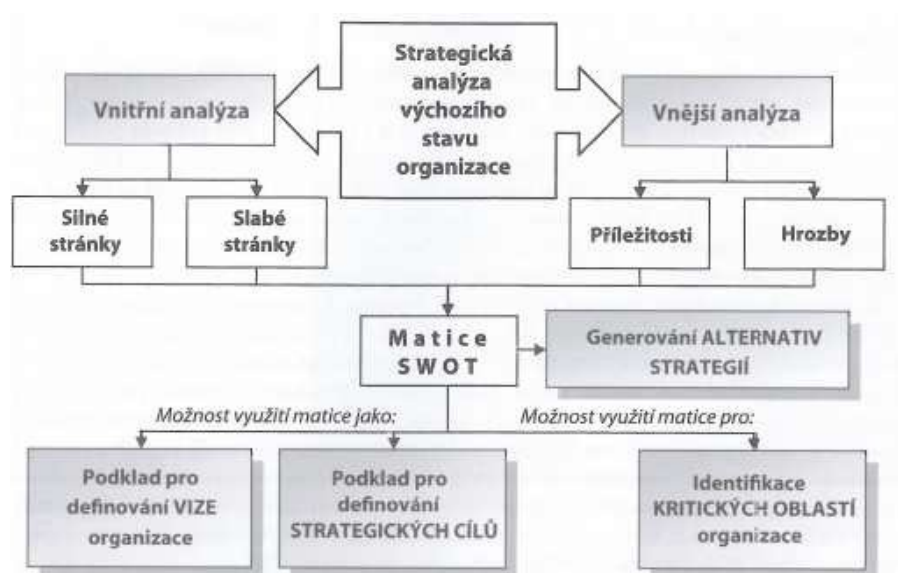 Strategická
analýza
výchozího
stavu
organizace
Vnitřní analýza
Vnější analýza
Silné
stránky
Slabé
stránky
Příležitosti
Hrozby
Matice
SWOT
Generování ALTERNATIV
STRATEGIÍ
Možnost využití matice jako:
Možnost využití matice pro:
Podklad pro
definování VIZE
organizace
Podklad pro
definování
STRATEGICKÝCH CÍLŮ
Identifikace
KRITICKÝCH OBLASTÍ
organizace